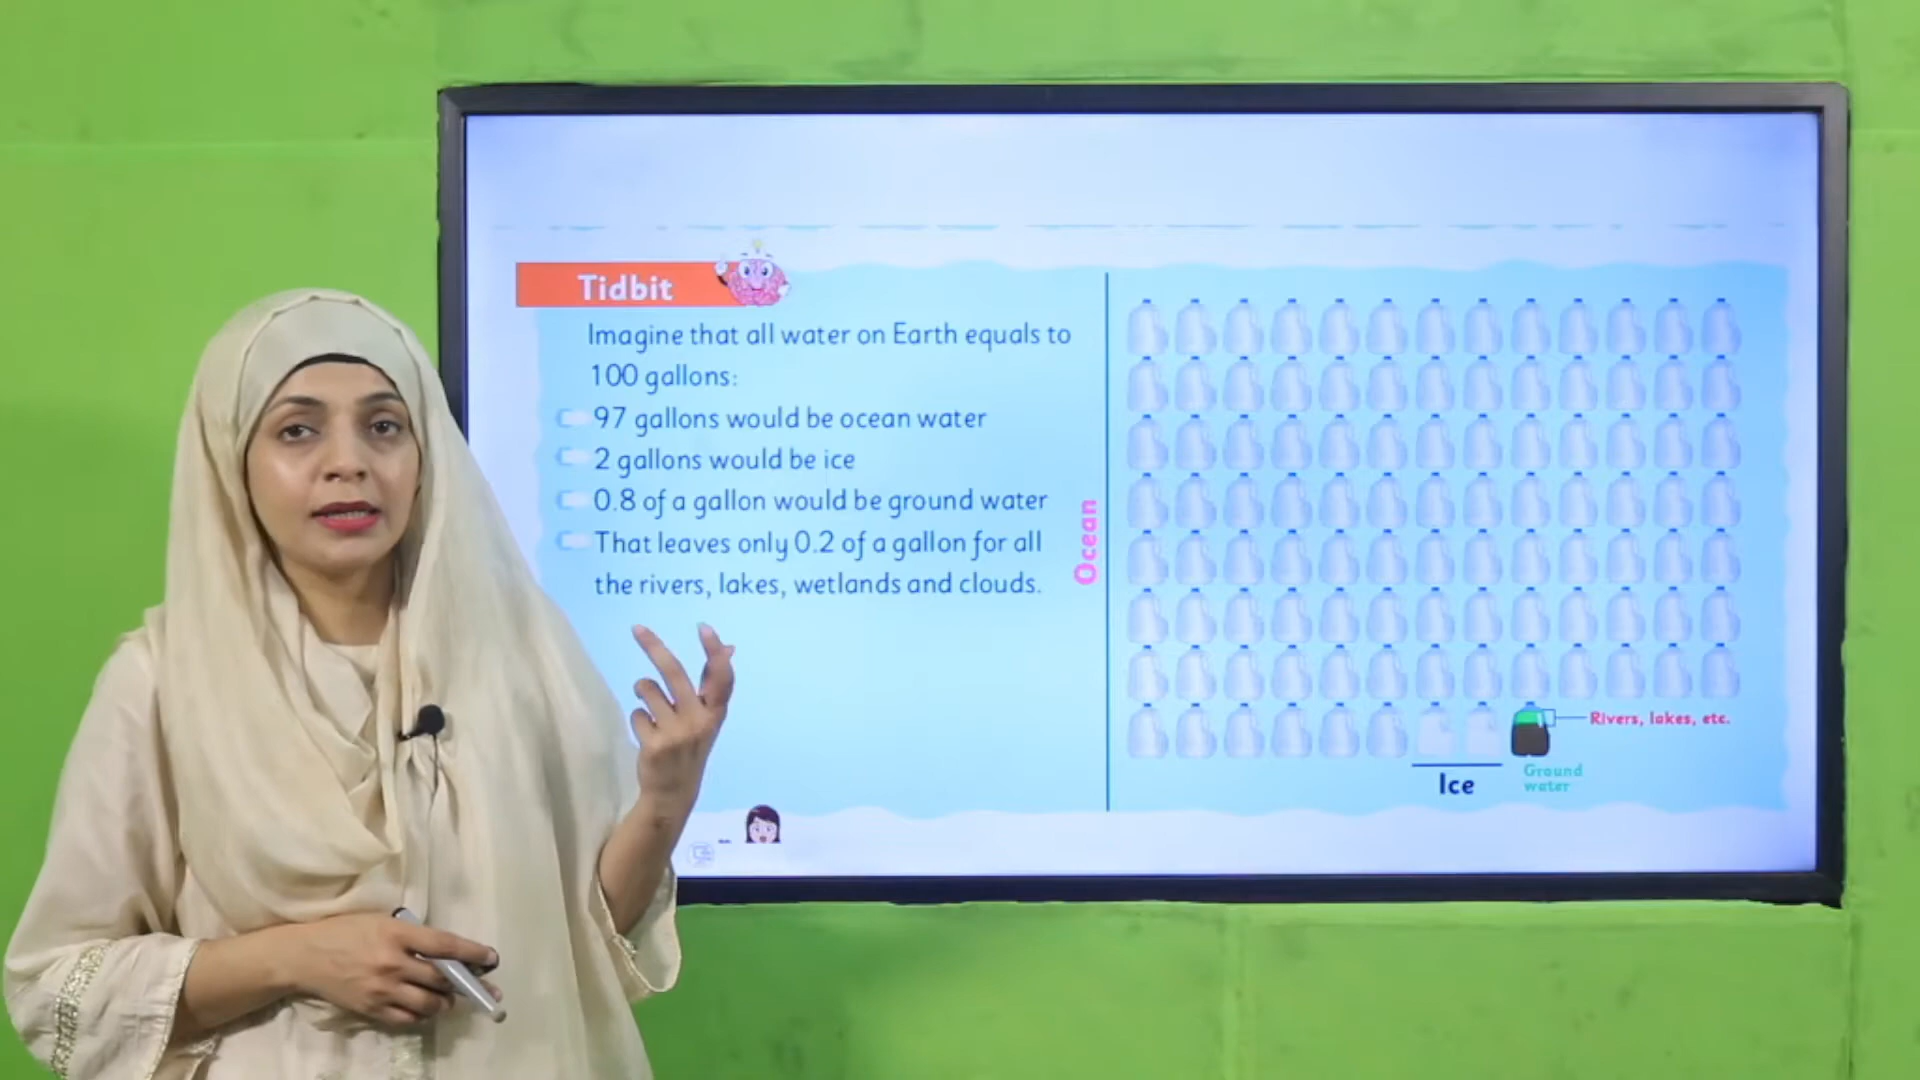 Tidbit
Imagine that all water on Earth equals to
100 gallons:
97 gallons would be ocean water
2 gallons would be ice
0.8 of a gallon would be ground water
That leaves only 0.2 of a gallon for all
the rivers, lakes, wetlands and clouds.
Ocean
Rivers, lakes, etc.
Ice
Ground
water